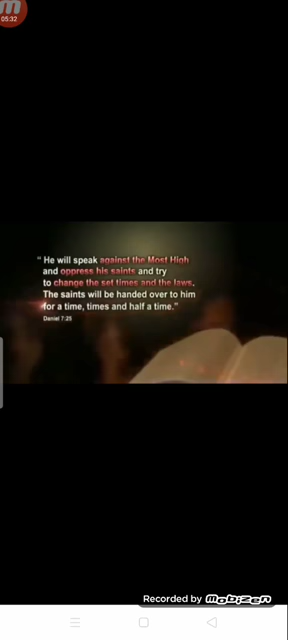 05:32
" He will speak against the Most High
and oppress his saints and try
to change the set times and the laws.
The saints will be handed over to him
for a time, times and half a time."
Daniel 7:25
Recorded by mobizen